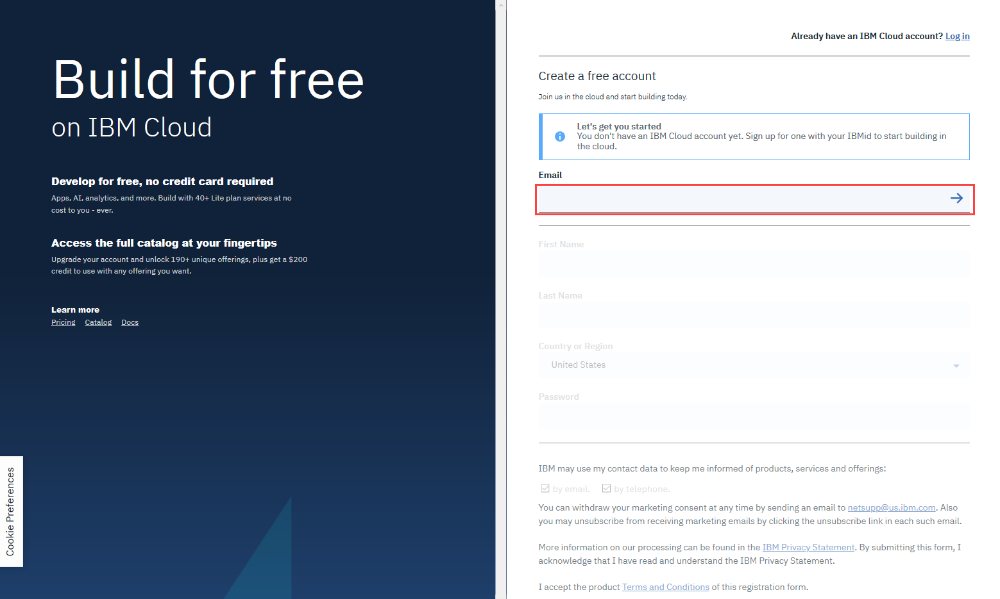 Build for free
on IBM Cloud
Develop for free, no credit card required
Apps, AI, analytics, and more. Build with 40+ Lite plan services at no
cost to you - ever.
Access the full catalog at your fingertips
Upgrade your account and unlock 190+ unique offerings, plus get a $200
credit to use with any offering you want.
Learn more
Pricing Catalog Docs
Cookie Preferences
Already have an IBM Cloud account? Log in
Create a free account
Join us in the cloud and start building today.
Let's get you started
You don't have an IBM Cloud account yet. Sign up for one with your IBMid to start building in
the cloud.
Email
First Name
Last Name
Country or Region
United States
Password
IBM may use my contact data to keep me informed of products, services and offerings:
by email. by telephone.
You can withdraw your marketing consent at any time by sending an email to netsupp@us.ibm.com. Also
you may unsubscribe from receiving marketing emails by clicking the unsubscribe link in each such email.
More information on our processing can be found in the IBM Privacy Statement. By submitting this form, I
acknowledge that I have read and understand the IBM Privacy Statement.
I accept the product Terms and Conditions of this registration form.